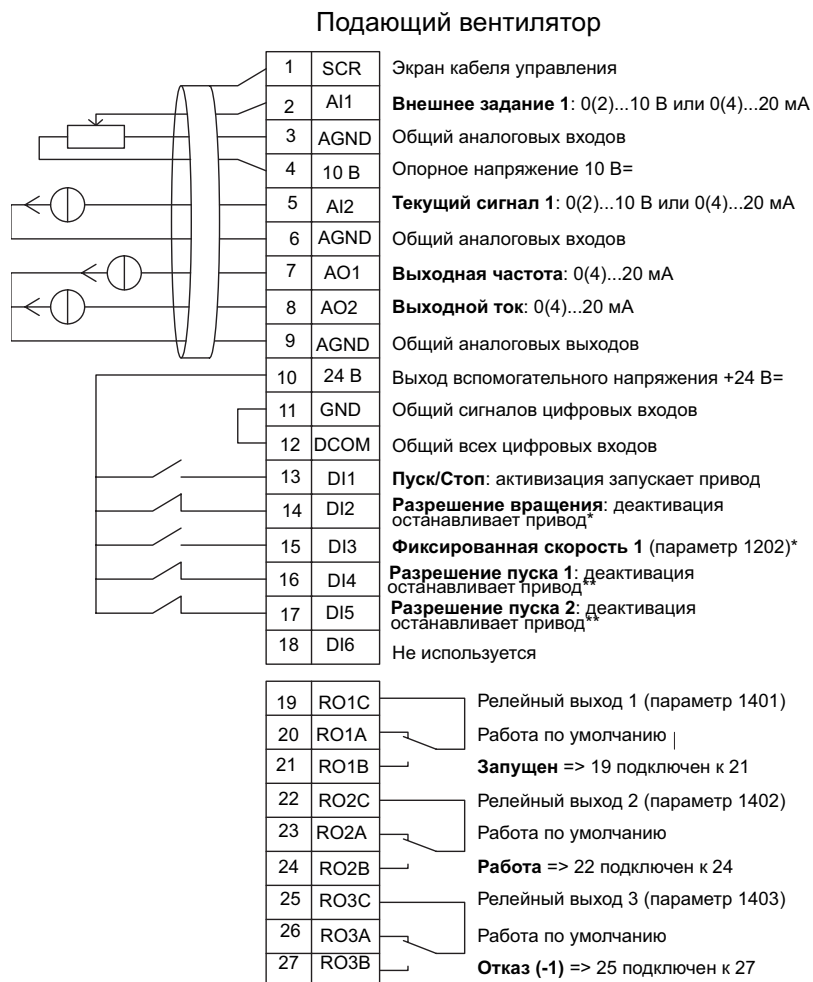 Подающий вентилятор
1 SCR Экран кабеля управления
2 AI1 Внешнее задание 1: 0(2)...10 В или 0(4)...20 мА
3 AGND Общий аналоговых входов
4 10 В Опорное напряжение 10 В=
5 AI2 Текущий сигнал 1: 0(2)...10 В или 0(4)...20 мА
6 AGND Общий аналоговых входов
7 AO1 Выходная частота: 0(4)...20 мА
8 AO2 Выходной ток: 0(4)...20 мА
9 AGND Общий аналоговых выходов
10 24 В Выход вспомогательного напряжения +24 В=
11 GND Общий сигналов цифровых входов
12 DCOM Общий всех цифровых входов
13 DI1 Пуск/Стоп: активизация запускает привод
14 DI2 Разрешение вращения: деактивация
останавливает привод*
15 DI3 Фиксированная скорость 1 (параметр 1202)*
16 DI4 Разрешение пуска 1: деактивация
останавливает привод**
17 DI5 Разрешение пуска 2: деактивация
останавливает привод**
18 DI6 Не используется
19 RO1C Релейный выход 1 (параметр 1401)
20 RO1A Работа по умолчанию
21 RO1B Запущен => 19 подключен к 21
22 RO2C Релейный выход 2 (параметр 1402)
23 RO2A Работа по умолчанию
24 RO2B Работа => 22 подключен к 24
25 RO3C Релейный выход 3 (параметр 1403)
26 RO3A Работа по умолчанию
27 RO3B Отказ (-1) => 25 подключен к 27